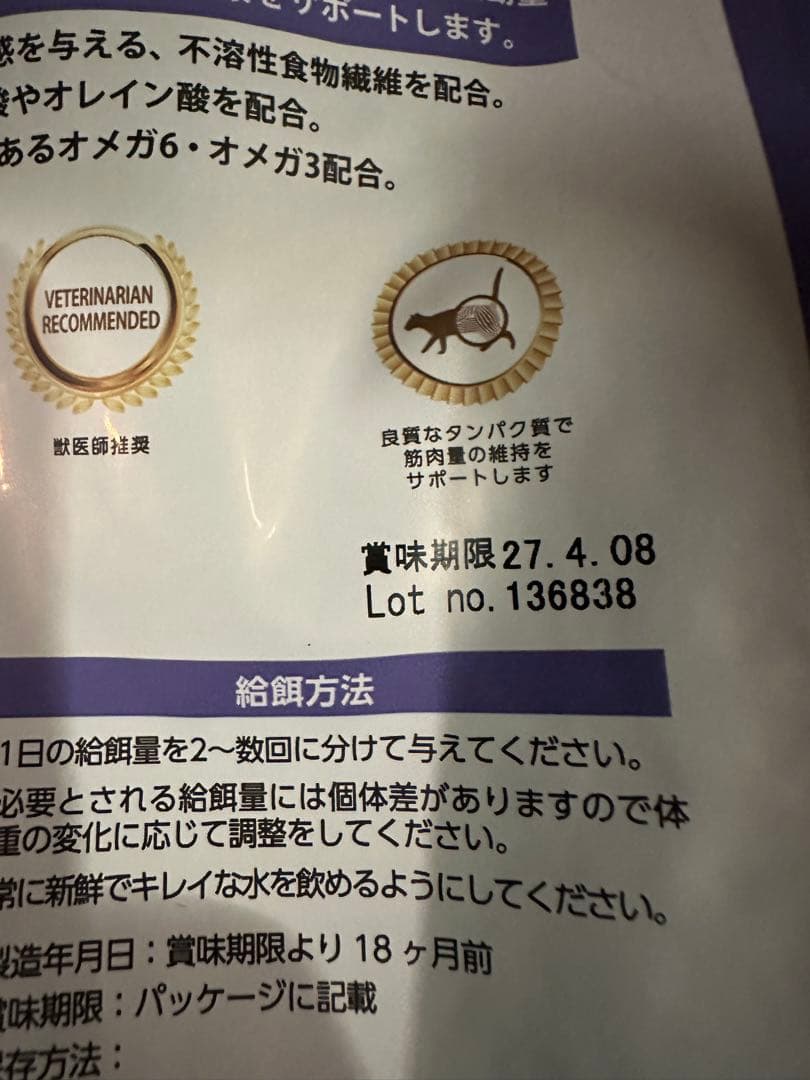 をサポートします。
感を与える、不溶性食物繊維を配合。
酸やオレイン酸を配合。
あるオメガ6・オメガ3配合。
VETERINARIAN
RECOMMENDED
獣医師推奨
良質なタンパク質で
筋肉量の維持を
サポートします
賞味期限27.4.08
Lot no.136838
給餌方法
1日の給餌量を2〜数回に分けて与えてください。
必要とされる給餌量には個体差がありますので体
重の変化に応じて調整をしてください。
常に新鮮でキレイな水を飲めるようにしてください。
製造年月日：賞味期限より18ヶ月前
賞味期限：パッケージに記載
保存方法：